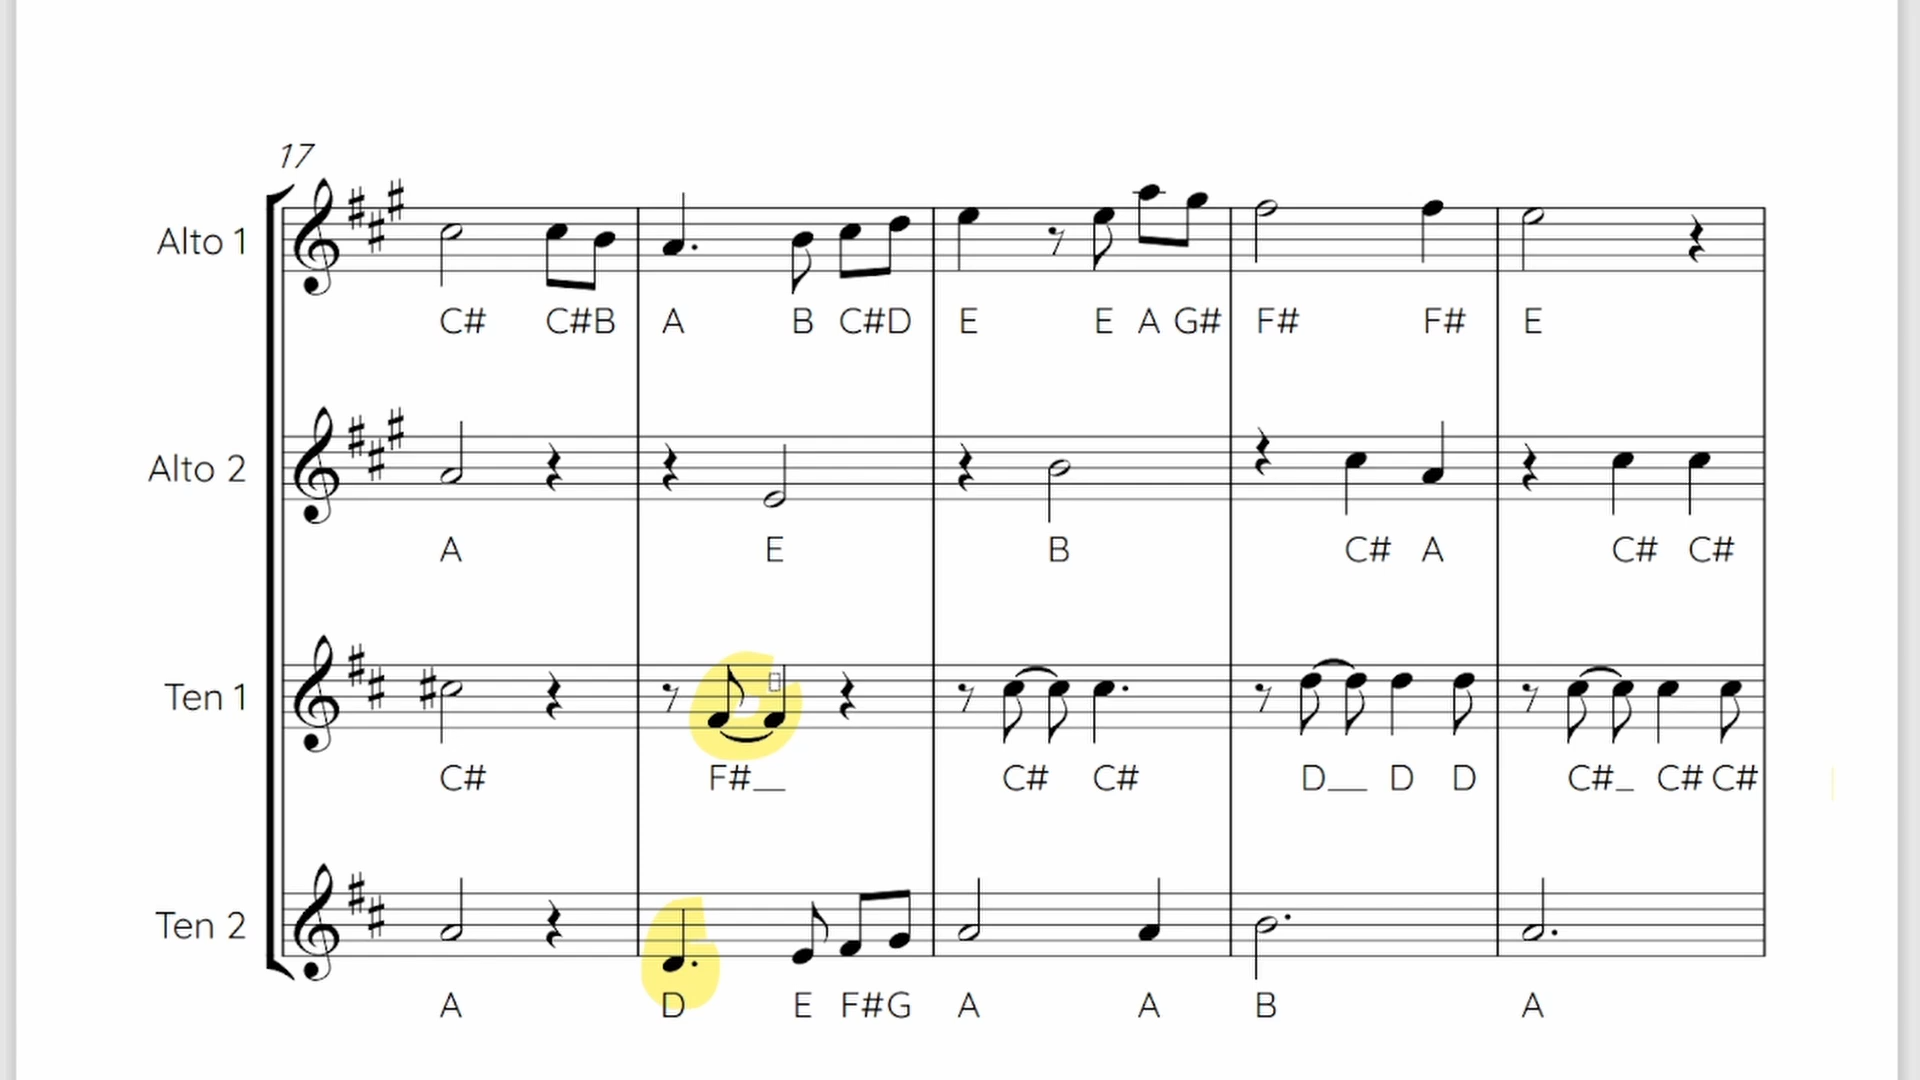 17
Alto 1
C# C#B A B C#D E E A G# F# F# E
Alto 2
A E B C# A C# C#
Ten 1
C# F#__ C# C# D__ D D C#_ C# C#
Ten 2
A D E F#G A A B A